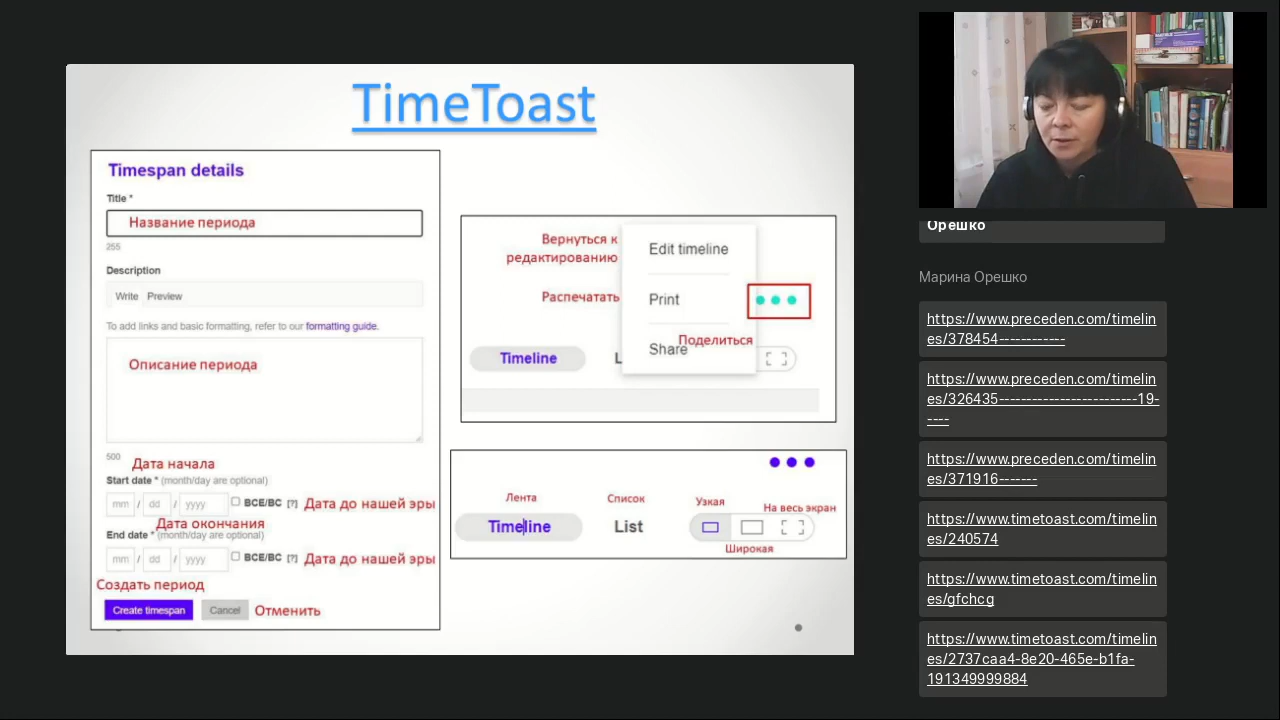 TimeToast
Timespan details
Title *
Название периода
255
Description
Write Preview
To add links and basic formatting, refer to our formatting guide.
Описание периода
500
Дата начала
Start date * (month/day are optional)
mm / dd / yyyy BCE/BC [?] Дата до нашей эры
Дата окончания
End date * (month/day are optional)
mm / dd / yyyy BCE/BC [?] Дата до нашей эры
Создать период
Create timespan Cancel Отменить
Вернуться к
редактированию
Edit timeline
Распечатать
Print
Поделиться
Share
Timeline
Лента
Список
Узкая
На весь экран
Timeline
List
Широкая
Орешко
Марина Орешко
https://www.preceden.com/timelin
es/378454------------
https://www.preceden.com/timelin
es/326435-------------------------19-
----
https://www.preceden.com/timelin
es/371916-------
https://www.timetoast.com/timelin
es/240574
https://www.timetoast.com/timelin
es/gfchcg
https://www.timetoast.com/timelin
es/2737caa4-8e20-465e-b1fa-
191349999884